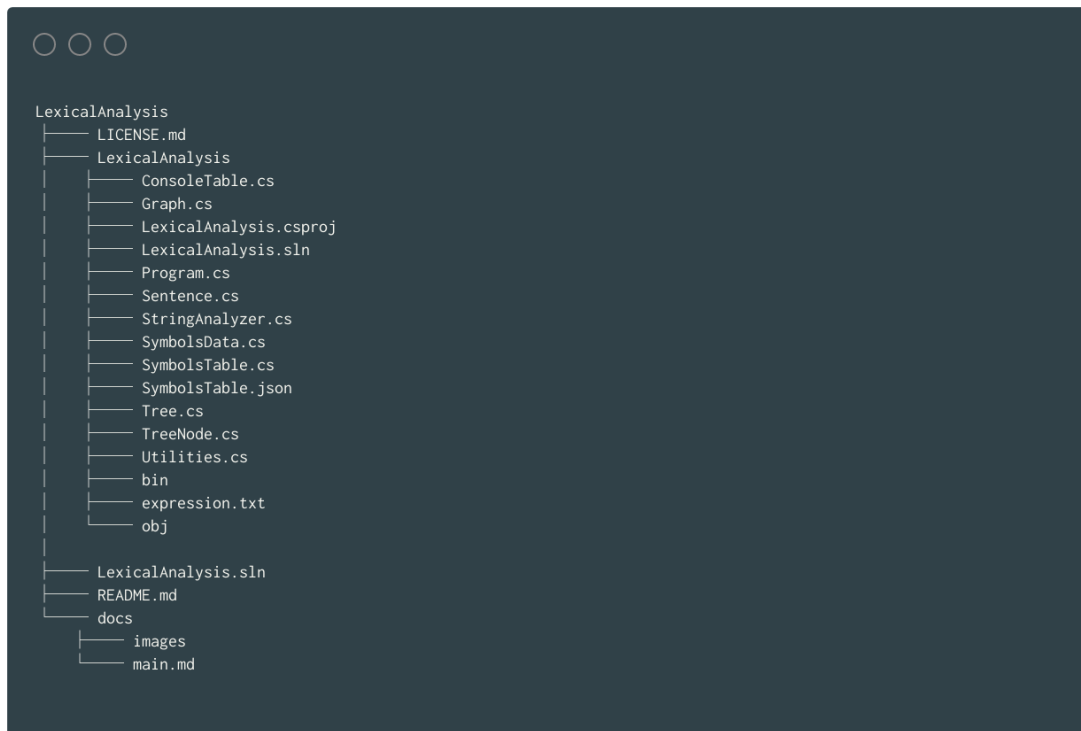 LexicalAnalysis
├──── LICENSE.md
├──── LexicalAnalysis
│    ├──── ConsoleTable.cs
│    ├──── Graph.cs
│    ├──── LexicalAnalysis.csproj
│    ├──── LexicalAnalysis.sln
│    ├──── Program.cs
│    ├──── Sentence.cs
│    ├──── StringAnalyzer.cs
│    ├──── SymbolsData.cs
│    ├──── SymbolsTable.cs
│    ├──── SymbolsTable.json
│    ├──── Tree.cs
│    ├──── TreeNode.cs
│    ├──── Utilities.cs
│    ├──── bin
│    ├──── expression.txt
│    └──── obj
│
├──── LexicalAnalysis.sln
├──── README.md
└──── docs
    ├──── images
    └──── main.md